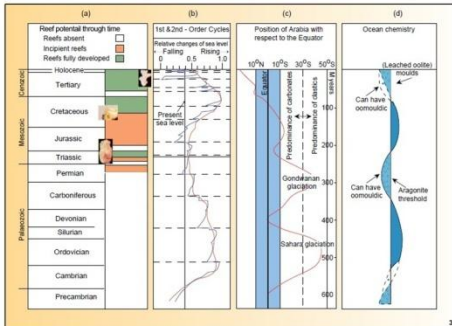 (a)
Reef potential through time
Reefs absent
Incipient reefs
Reefs fully developed
Cenozoic
Mesozoic
Palaeozoic
Holocene
Tertiary
Cretaceous
Jurassic
Triassic
Permian
Carboniferous
Devonian
Silurian
Ordovician
Cambrian
Precambrian
(b)
1st &2nd - Order Cycles
Relative changes of sea level
Falling
Rising
Present
sea level
1.0
0.5
0
(c)
Position of Arabia with
respect to the Equator
10°N
10°S
30°S
M years
Equator
Predominance of carbonates
Predominance of clastics
Gondwanan
glaciation
Sahara glaciation
100
200
300
400
500
600
(d)
Ocean chemistry
(Leached oolite)
moulds
Can have
oomouldic
Can have
oomouldic
Aragonite
threshold